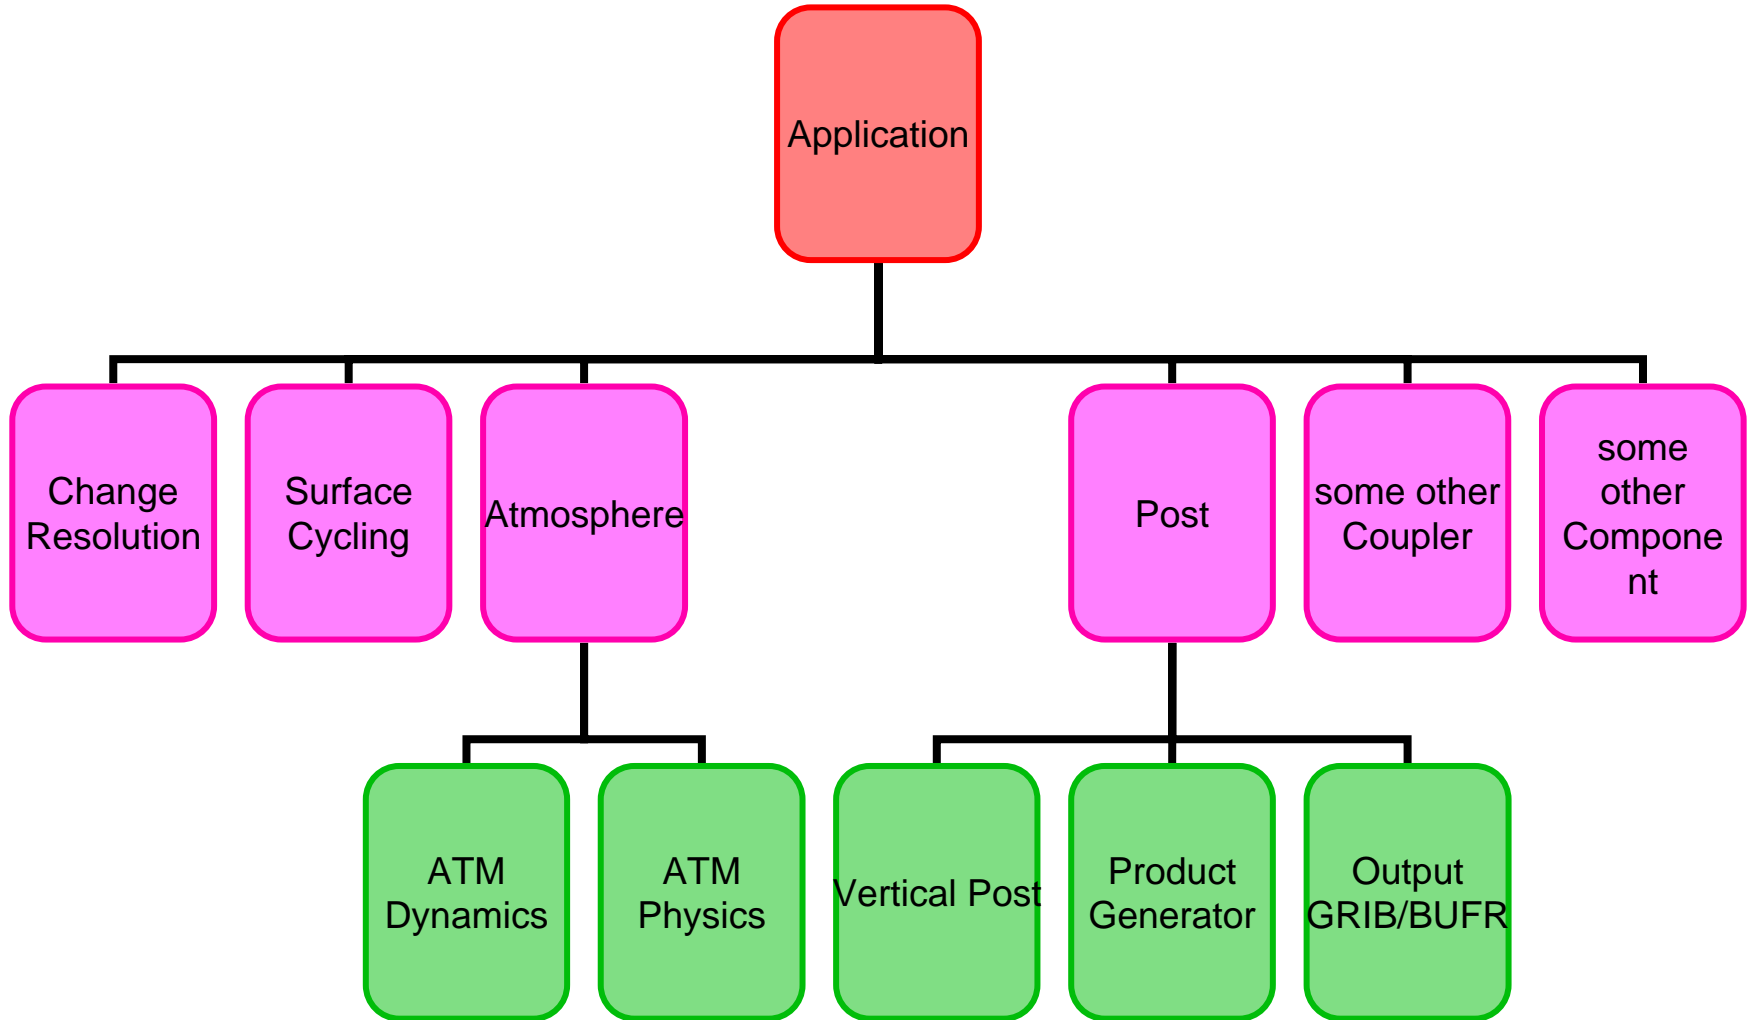 Application
Change
Resolution
Surface
Cycling
Atmosphere
Post
some other
Coupler
some
other
Compone
nt
ATM
Dynamics
ATM
Physics
Vertical Post
Product
Generator
Output
GRIB/BUFR